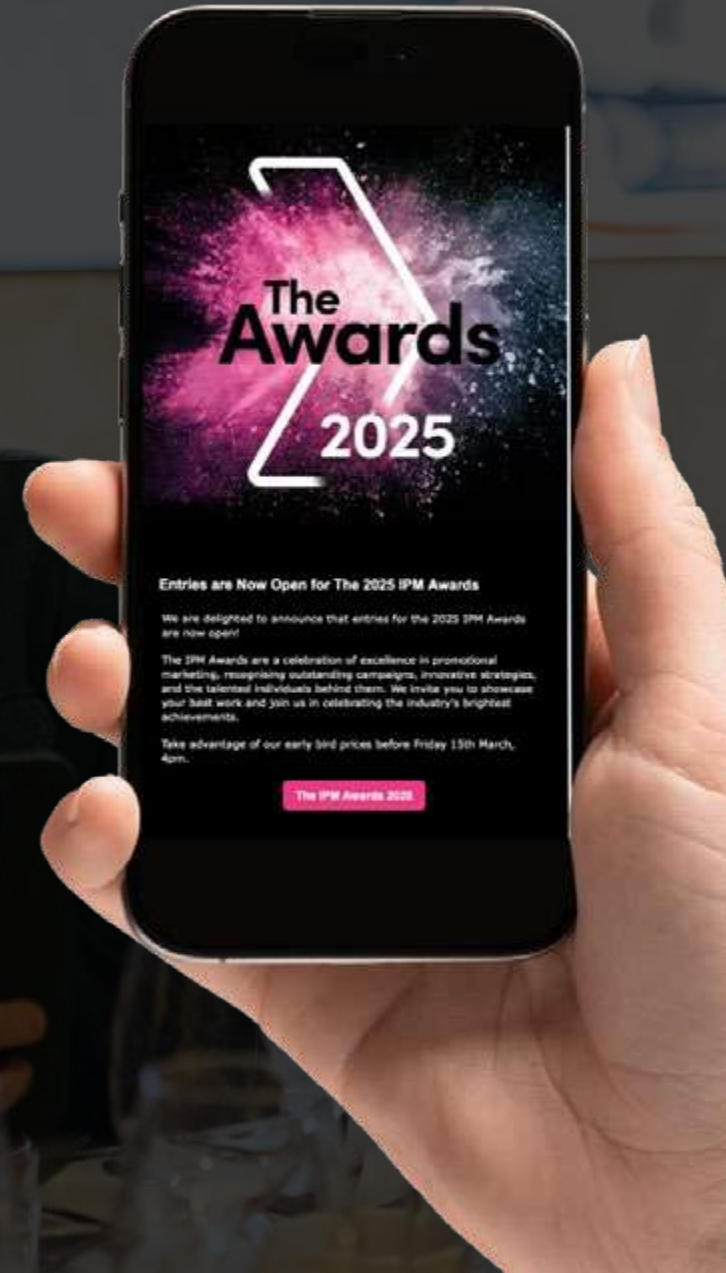 The
Awards
2025
Entries are Now Open for The 2025 IPM Awards
We are delighted to announce that entries for the 2025 IPM Awards
are now open!
The IPM Awards are a celebration of excellence in promotional
marketing, recognising outstanding campaigns, innovative strategies,
and the talented individuals behind them. We invite you to showcase
your best work and join us in celebrating the industry's brightest
achievements.
Take advantage of our early bird prices before Friday 15th March,
4pm.
The IPM Awards 2025